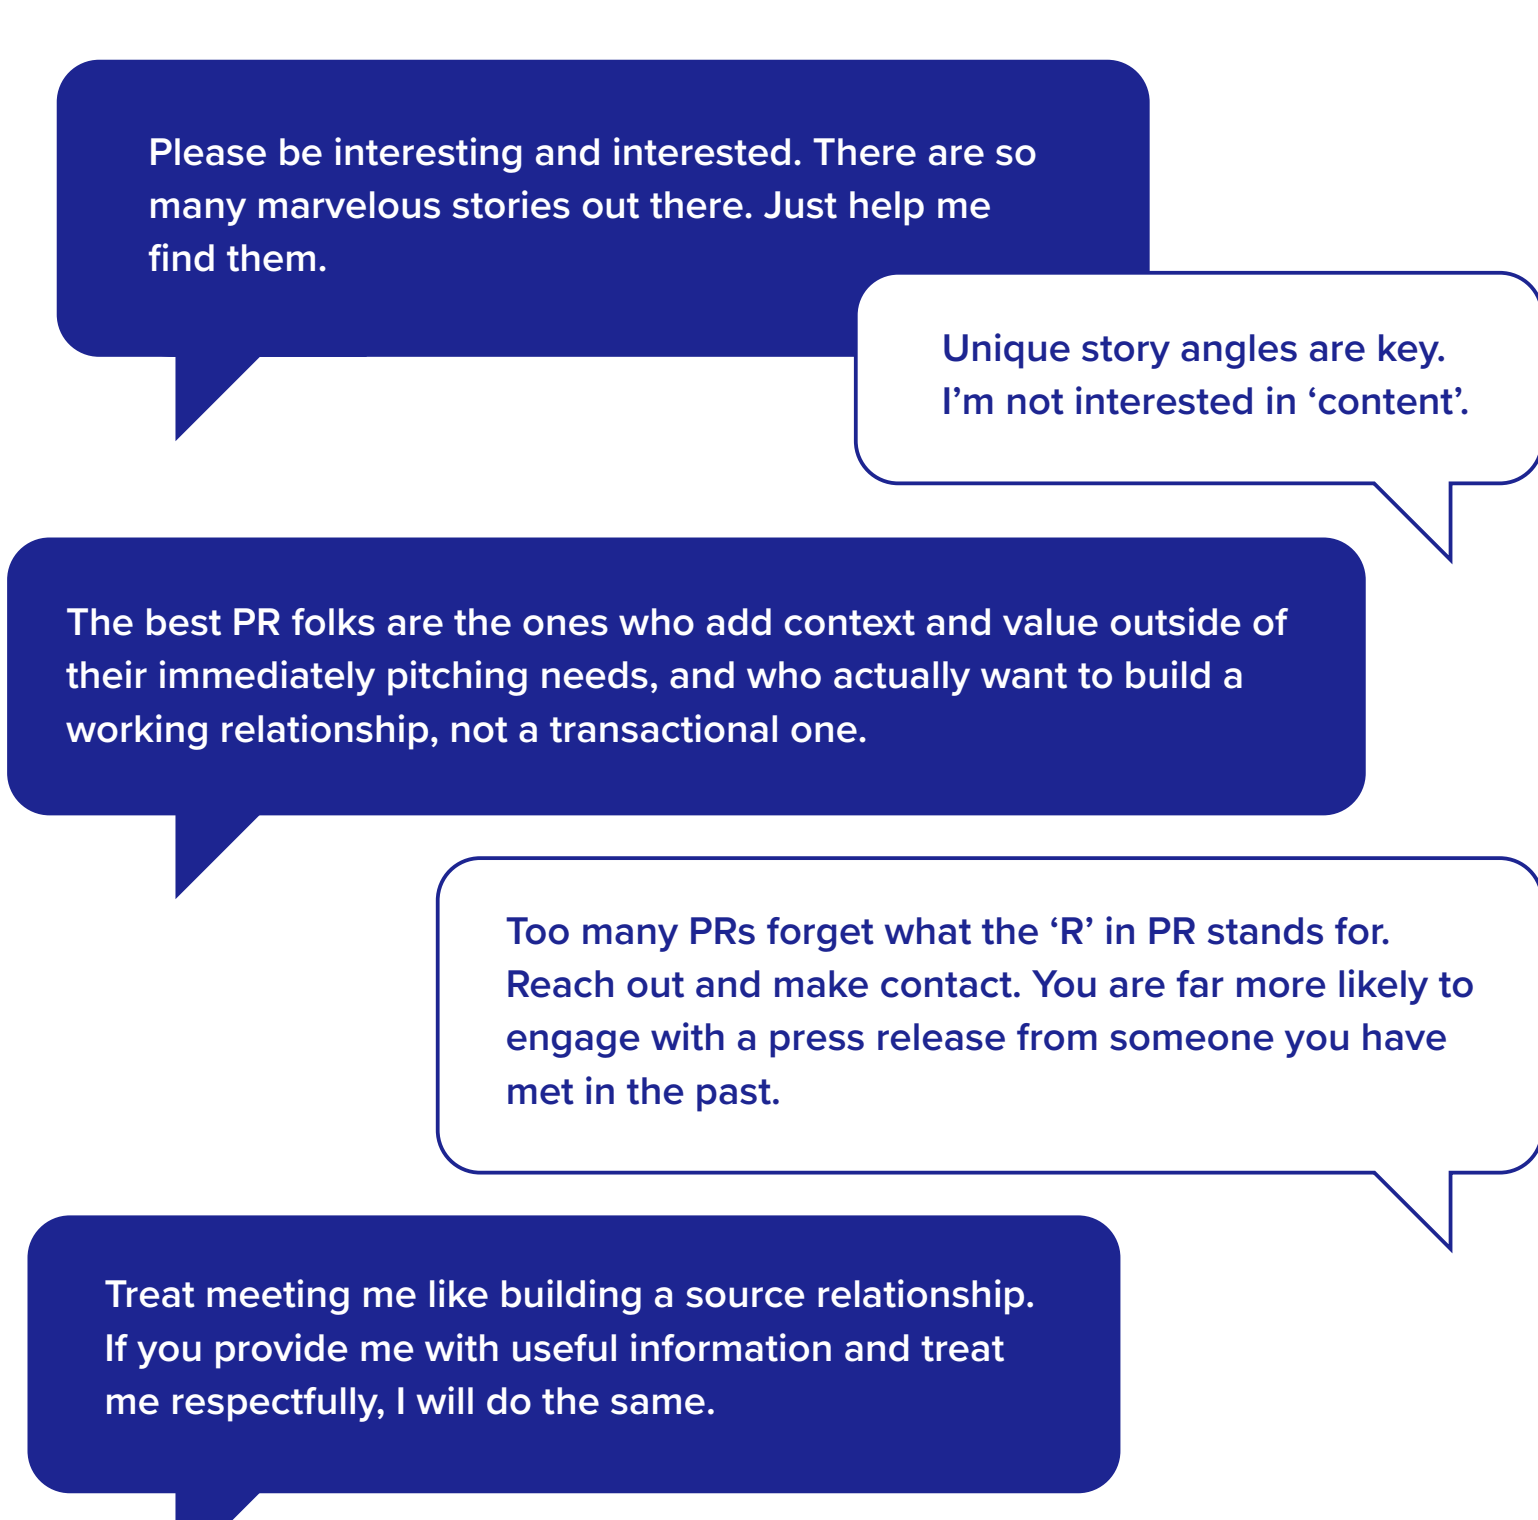 Please be interesting and interested. There are so
many marvelous stories out there. Just help me
find them.
Unique story angles are key.
I’m not interested in ‘content’.
The best PR folks are the ones who add context and value outside of
their immediately pitching needs, and who actually want to build a
working relationship, not a transactional one.
Too many PRs forget what the ‘R’ in PR stands for.
Reach out and make contact. You are far more likely to
engage with a press release from someone you have
met in the past.
Treat meeting me like building a source relationship.
If you provide me with useful information and treat
me respectfully, I will do the same.